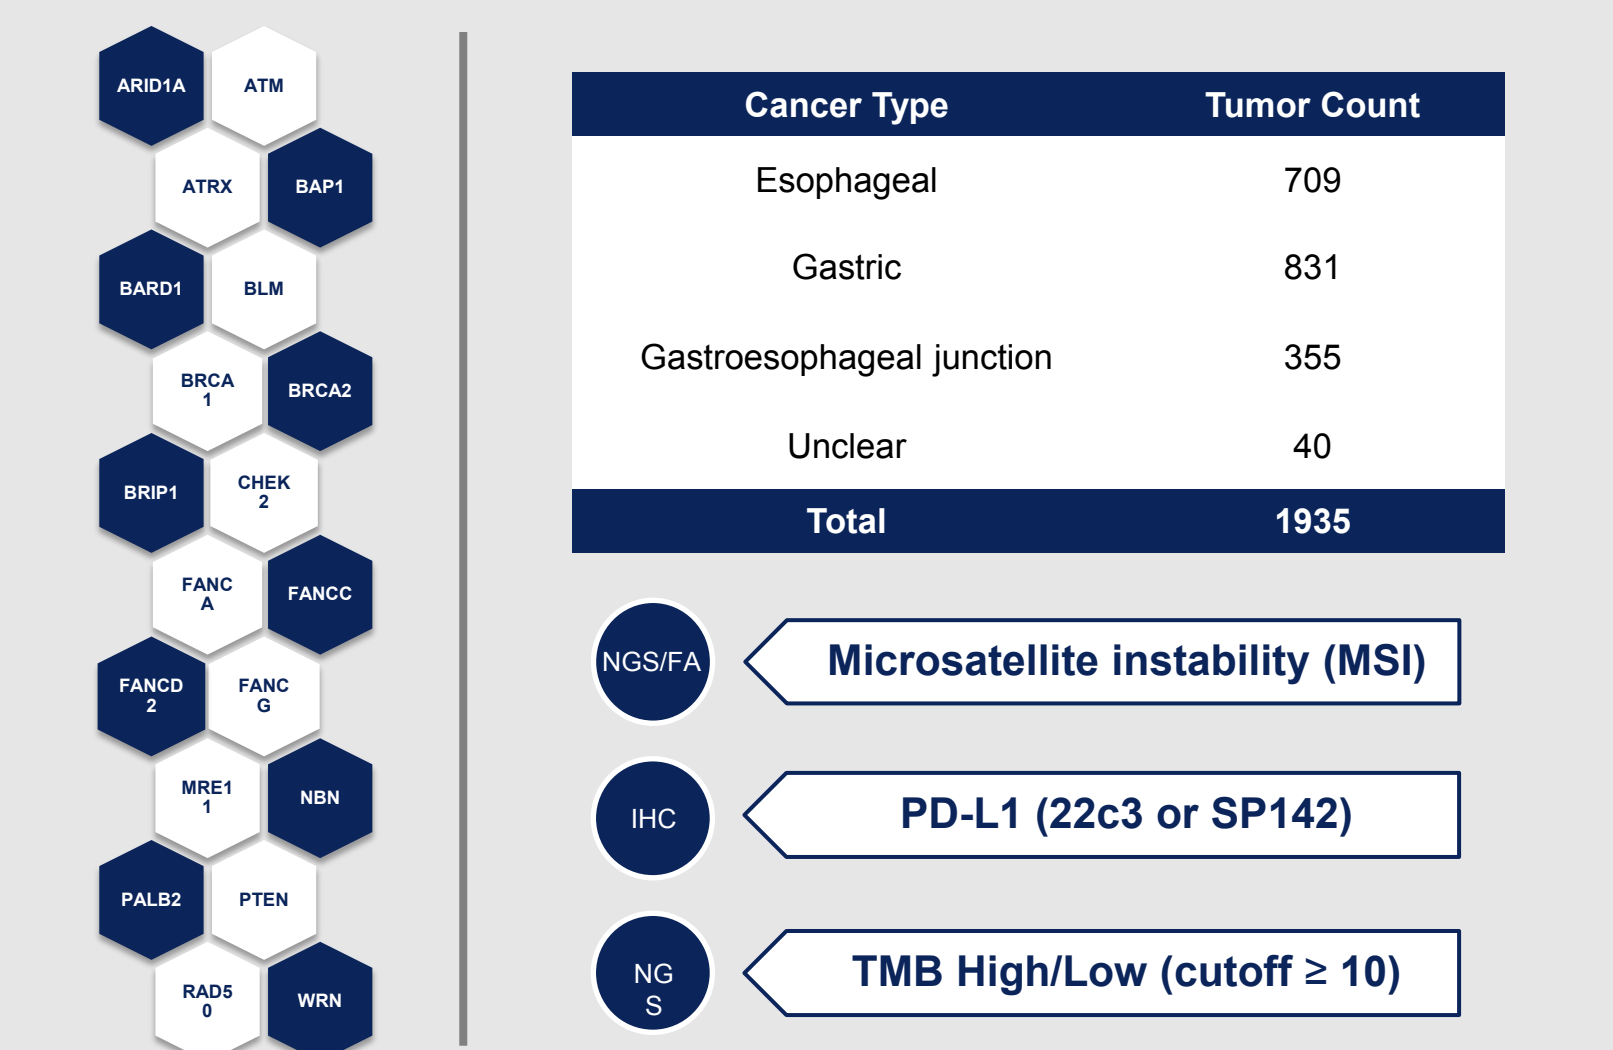 ARID1A
ATM
ATRX
BAP1
BARD1
BLM
BRCA
1
BRCA2
BRIP1
CHEK
2
FANC
A
FANCC
FANCD
2
FANC
G
MRE1
1
NBN
PALB2
PTEN
RAD5
0
WRN
Cancer Type Tumor Count
Esophageal 709
Gastric 831
Gastroesophageal junction 355
Unclear 40
Total 1935
NGS/FA
Microsatellite instability (MSI)
IHC
PD-L1 (22c3 or SP142)
NG
S
TMB High/Low (cutoff ≥ 10)